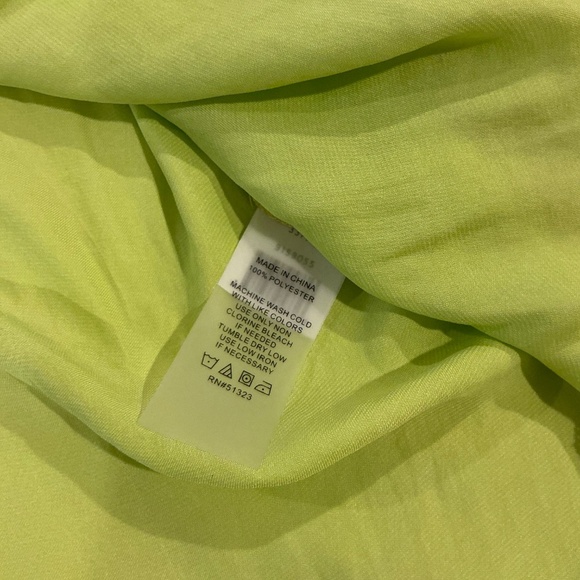 MADE IN CHINA
100% POLYESTER
MACHINE WASH COLD
WITH LIKE COLORS
USE ONLY NON
CLORINE BLEACH
IF NEEDED
TUMBLE DRY LOW
USE LOW IRON
IF NECESSARY
RN#51323